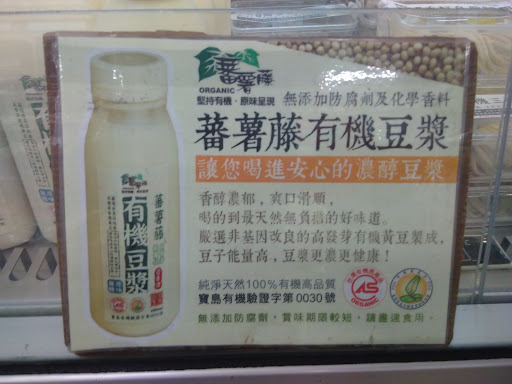 蕃薯藤
ORGANIC
堅持有機·原味呈現
無添加防腐劑及化學香料
蕃薯藤有機豆漿
讓您喝進安心的濃醇豆漿
香醇濃郁，爽口滑順，
喝的到最天然無負擔的好味道。
嚴選非基因改良的高發芽有機黃豆製成，
豆子能量高，豆漿更濃更健康！
純淨天然100%有機高品質
寶島有機驗證字第0030號
無添加防腐劑，賞味期限較短，請盡速食用。
蕃薯藤
有機豆漿
ORGANIC